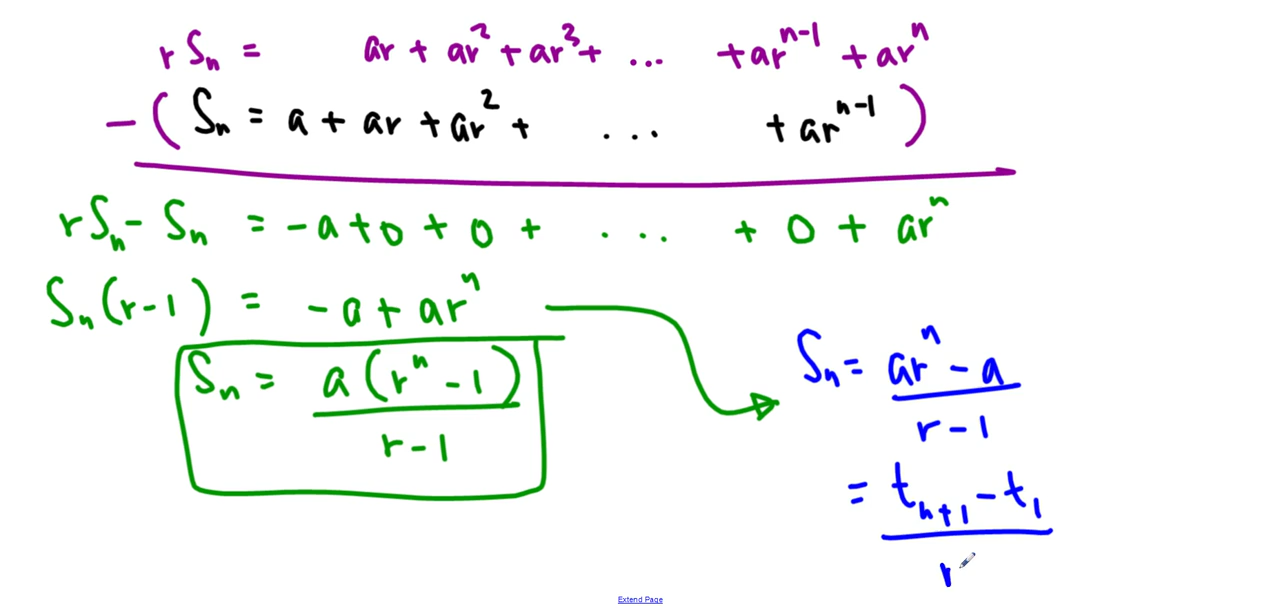 rSₙ = ar + ar² + ar³ + ... + arⁿ⁻¹ + arⁿ
-( Sₙ = a + ar + ar² + ... + arⁿ⁻¹ )
rSₙ - Sₙ = -a + 0 + 0 + ... + 0 + arⁿ
Sₙ(r-1) = -a + arⁿ
Sₙ = a(rⁿ - 1)
r - 1
Sₙ = arⁿ - a
r - 1
= tₙ₊₁ - t₁
r
Extend Page